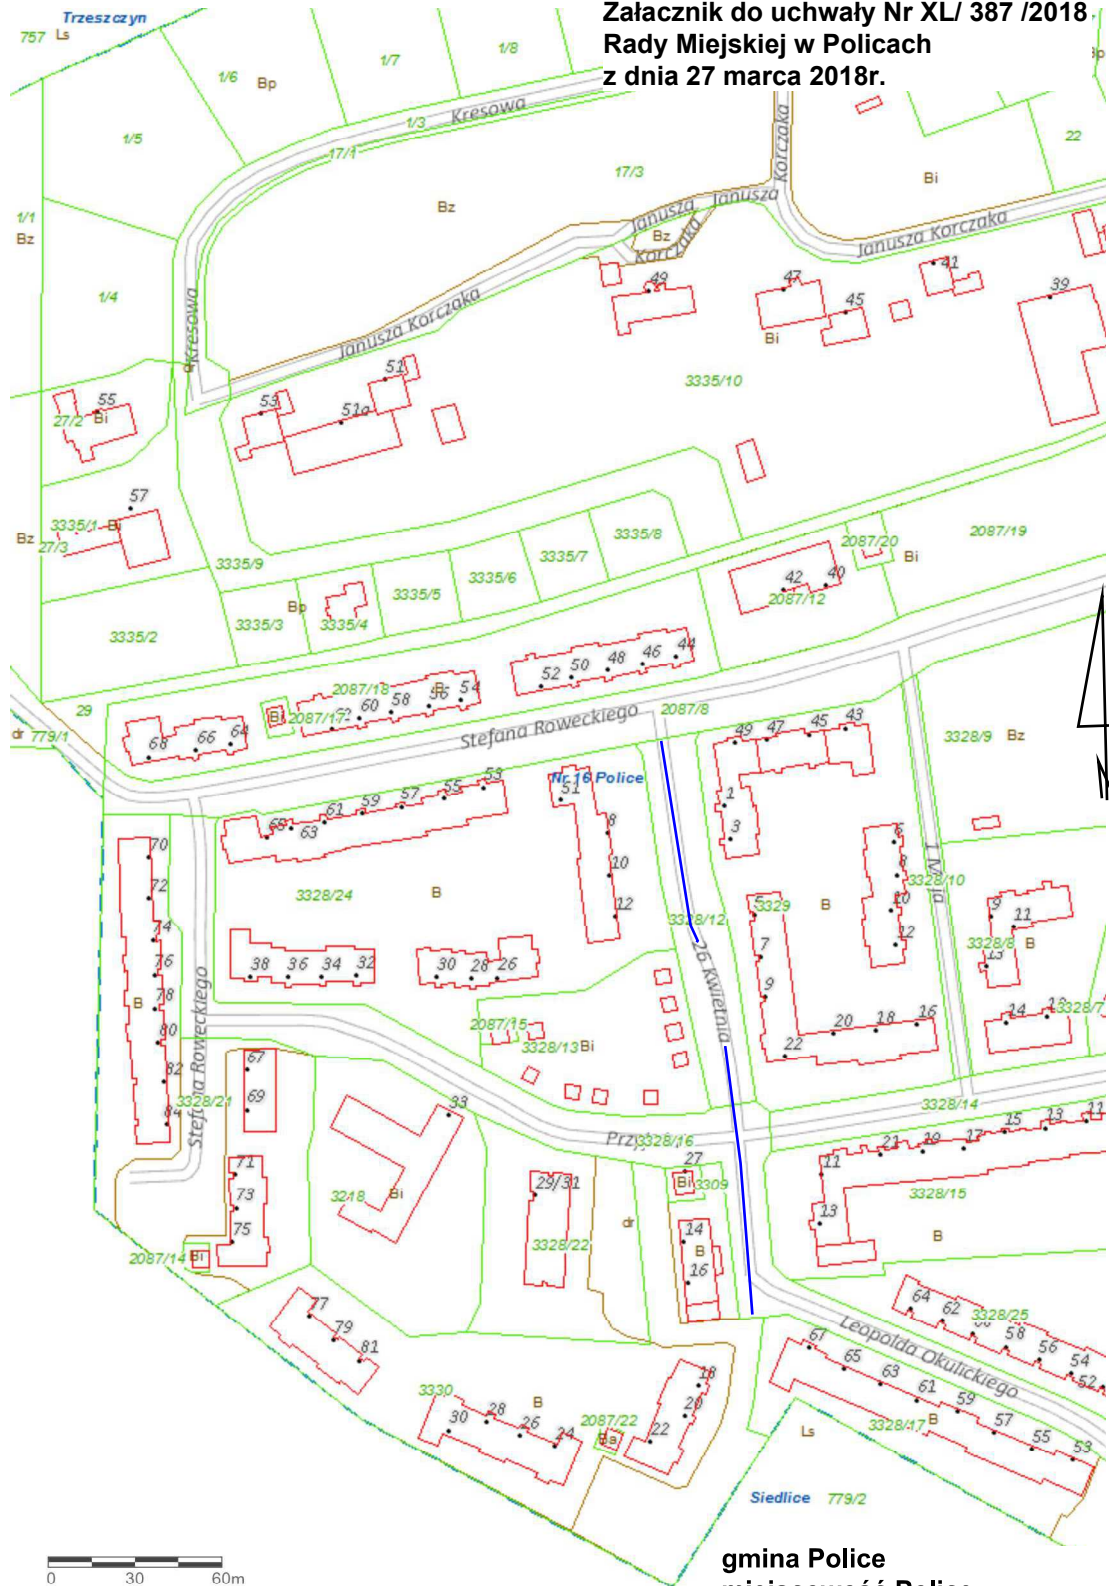 Załacznik do uchwały Nr XL/ 387 /2018
Rady Miejskiej w Policach
z dnia 27 marca 2018r.
Trzeszczyn
757 Ls
1/8
1/7
1/6
Bp
1/5
1/3
Kresowa
17/1
17/3
Bz
Bi
22
Korczaka
Janusza
Janusza
Korczaka
Bz
Janusza Korczaka
1/1
Bz
1/4
Kresowa
dr
Janusza Korczaka
49
47
45
41
39
Bi
3335/10
51
51a
53
55
27/2
Bi
57
3335/1
Bi
Bz
27/3
3335/9
3335/8
3335/7
3335/6
3335/5
3335/4
3335/3
Bp
3335/2
2087/20
Bi
2087/19
42
40
2087/12
44
46
48
50
52
54
56
58
60
62
2087/18
B
2087/17
Bi
64
66
68
29
dr 779/1
Stefana Roweckiego
2087/8
49
47
45
43
1
3
3328/9
Bz
Nr 16 Police
51
53
55
57
59
61
63
65
8
10
12
3328/24
B
70
72
74
76
78
80
82
84
B
Stefana Roweckiego
38
36
34
32
30
28
26
3328/12
26 Kwietnia
3329
B
5
7
9
22
20
18
16
6
8
10
12
1 Maja
3328/10
9
11
13
3328/8
B
14
3328/7
2087/15
3328/13
Bi
3328/14
67
69
3328/21
71
73
75
2087/14
Bi
33
3218
Bi
29/31
3328/22
dr
3328/16
27
Bi
3309
14
B
16
11
13
21
19
17
15
13
11
3328/15
B
77
79
81
3330
B
30
28
26
24
2087/22
Ba
18
20
22
Leopolda Okulickiego
64
62
58
56
54
52
3328/25
67
65
63
61
59
57
55
53
3328/17
B
Ls
Siedlice 779/2
0 30 60m
gmina Police
miejscowość Police